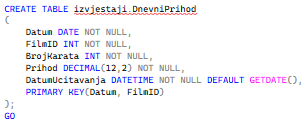 CREATE TABLE izvjestaji.DnevniPrihod
(
Datum DATE NOT NULL,
FilmID INT NOT NULL,
BrojKarata INT NOT NULL,
Prihod DECIMAL(12,2) NOT NULL,
DatumUcitavanja DATETIME NOT NULL DEFAULT GETDATE(),
PRIMARY KEY(Datum, FilmID)
);
GO